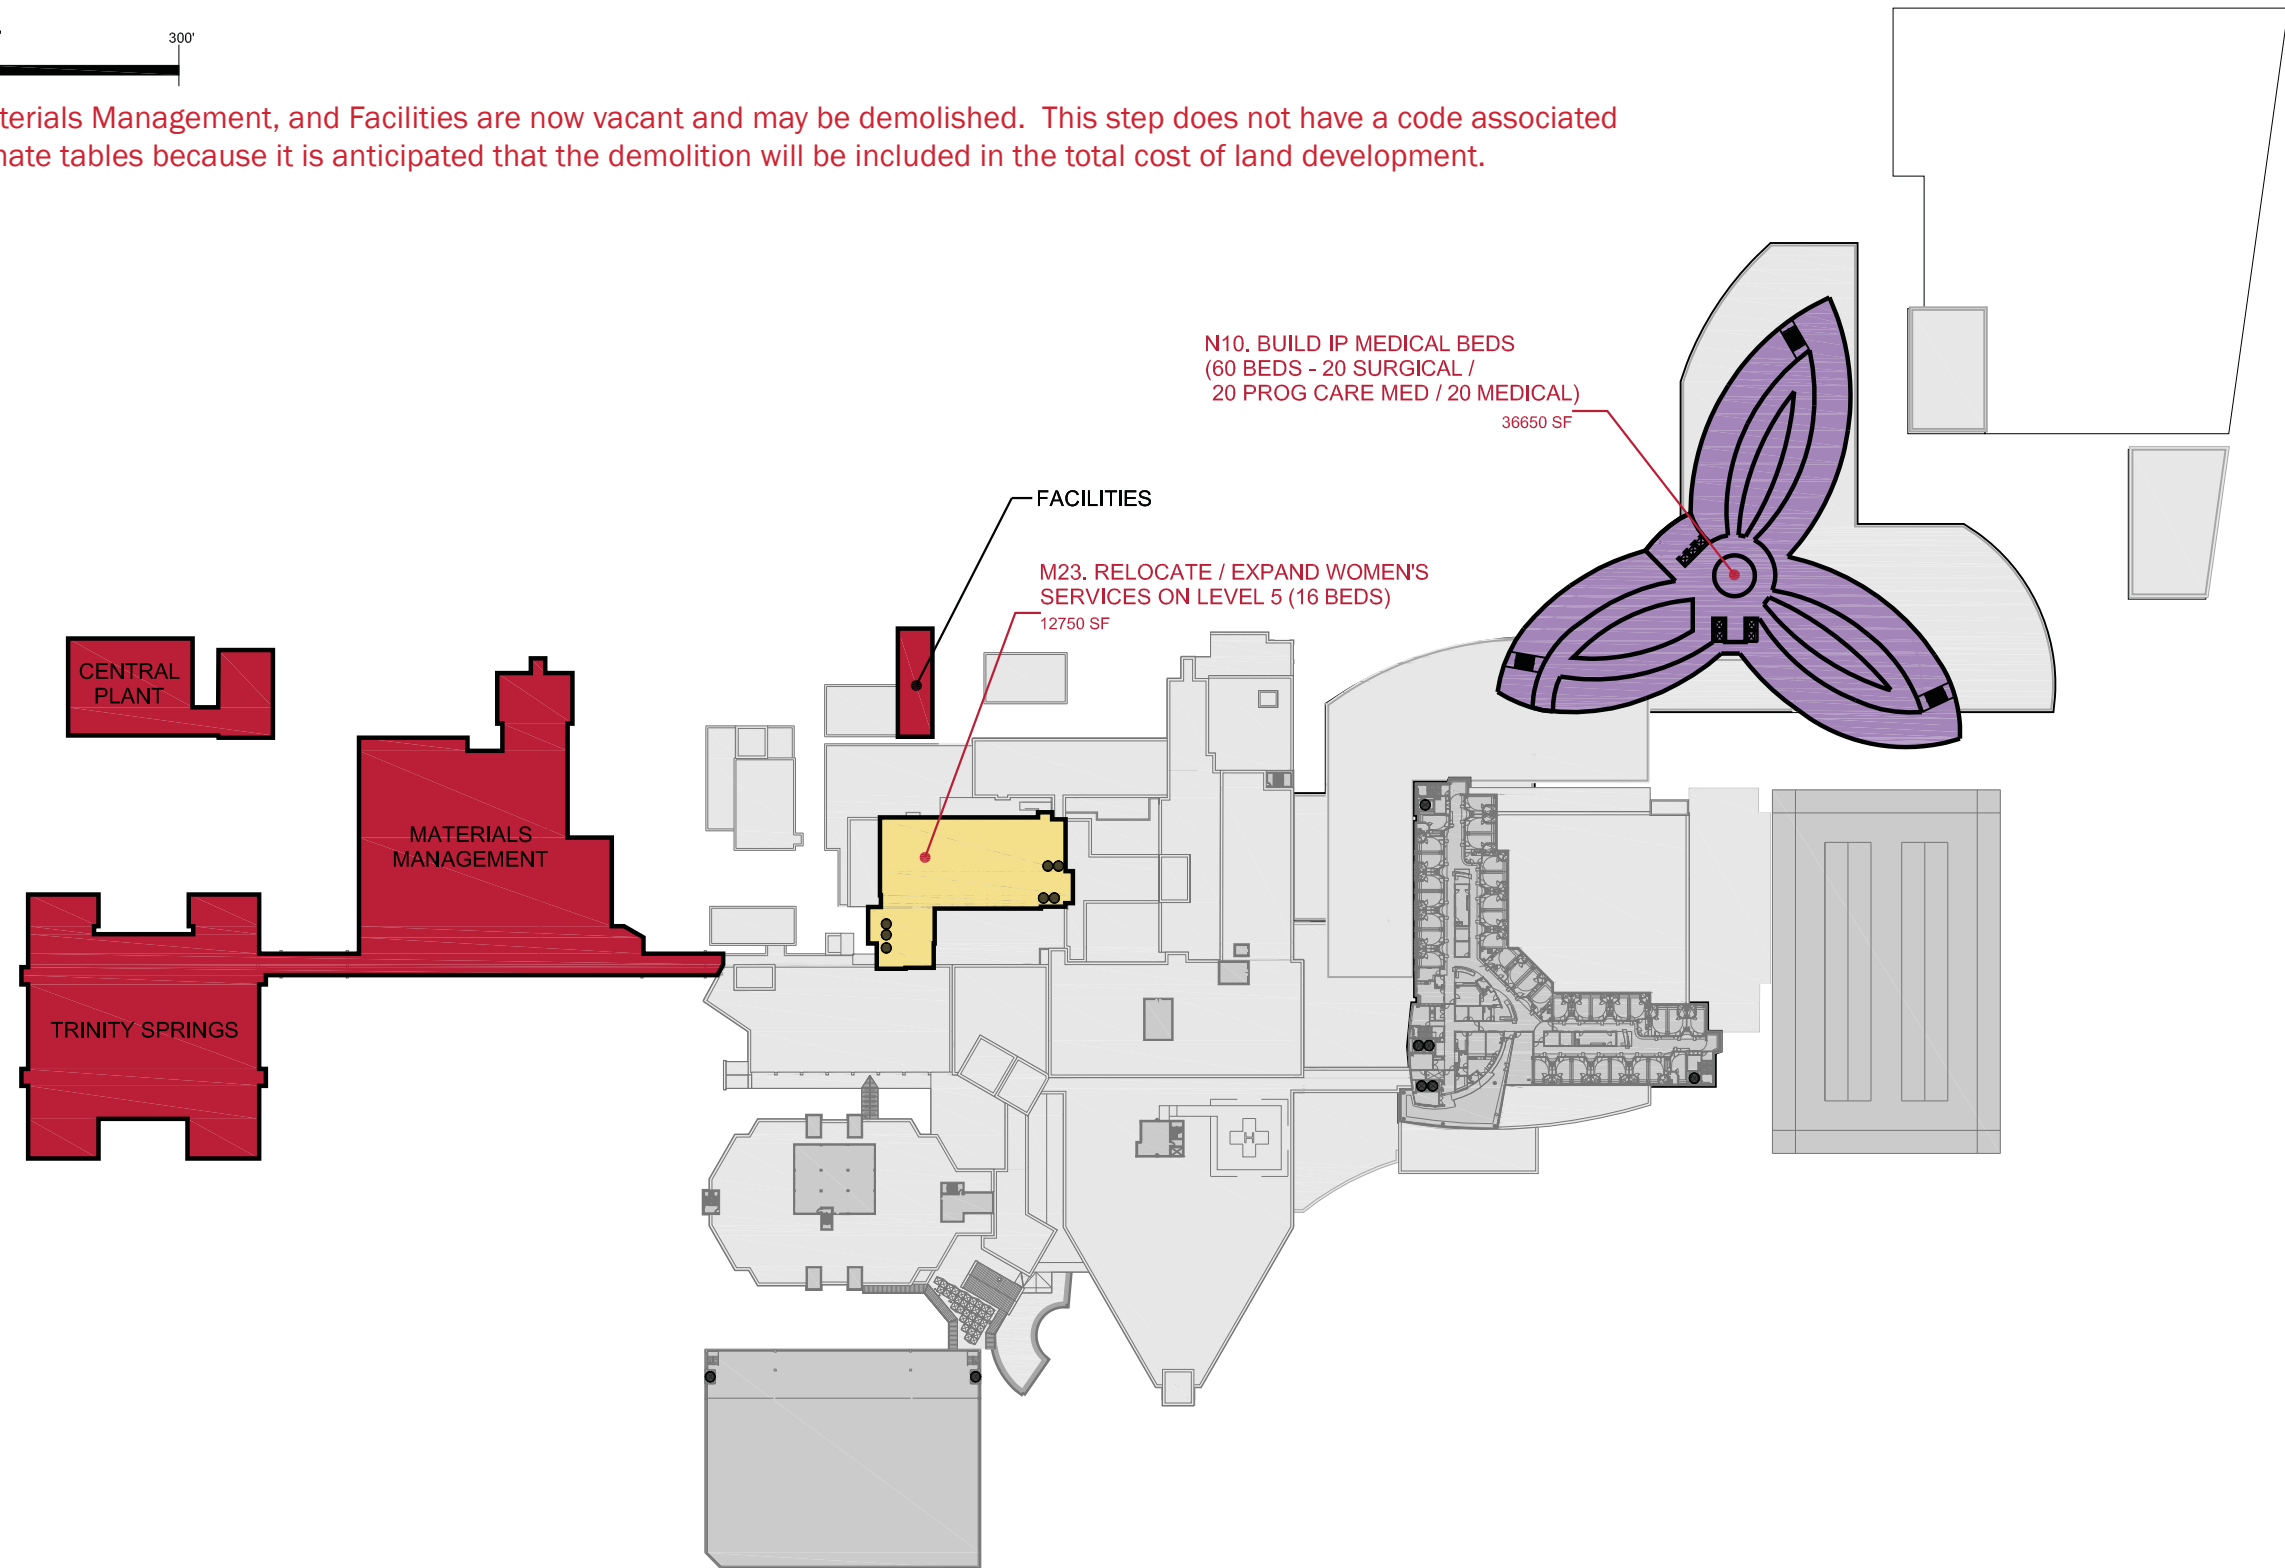 300'
Materials Management, and Facilities are now vacant and may be demolished. This step does not have a code associated
tables because it is anticipated that the demolition will be included in the total cost of land development.
N10. BUILD IP MEDICAL BEDS
(60 BEDS - 20 SURGICAL /
20 PROG CARE MED / 20 MEDICAL)
36650 SF
FACILITIES
M23. RELOCATE / EXPAND WOMEN'S
SERVICES ON LEVEL 5 (16 BEDS)
12750 SF
CENTRAL
PLANT
MATERIALS
MANAGEMENT
TRINITY SPRINGS
H